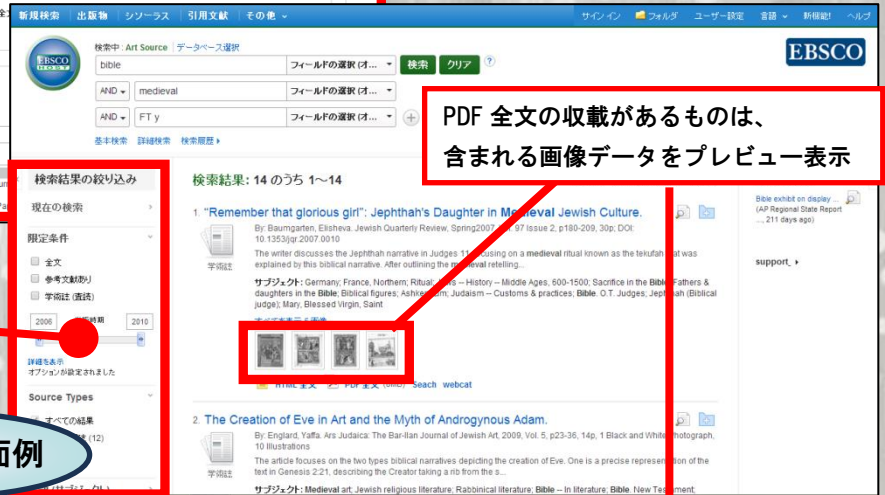 新規検索 出版物 シソーラス 引用文献 その他
サインイン フォルダ ユーザー設定 言語 新機能! ヘルプ
EBSCO HOST
検索中: Art Source データベース選択
bible フィールドの選択 (オ... 検索 クリア ?
AND medieval フィールドの選択 (オ...
AND FT y フィールドの選択 (オ...
基本検索 詳細検索 検索履歴
EBSCO
PDF 全文の収載があるものは、
含まれる画像データをプレビュー表示
検索結果の絞り込み
現在の検索
限定条件
全文
参考文献あり
学術誌 (査読)
2006 2010
詳細を表示
オプションが設定されました
Source Types
すべての結果
(12)
面例
検索結果: 14 のうち 1～14
1. "Remember that glorious girl": Jephthah's Daughter in Medieval Jewish Culture.
By: Baumgarten, Elisheva. Jewish Quarterly Review, Spring2007, 97 Issue 2, p180-209, 30p; DOI:
10.1353/jqr.2007.0010
The writer discusses the Jephthah narrative in Judges 11, focusing on a medieval ritual known as the tekufah that was
explained by this biblical narrative. After outlining the medieval retelling...
学術誌
サブジェクト: Germany; France, Northern; Ritual; -- History -- Middle Ages, 600-1500; Sacrifice in the Bible; Fathers &
daughters in the Bible; Biblical figures; Judaism -- Customs & practices; Bible. O.T. Judges; Jephthah (Biblical
judge); Mary, Blessed Virgin, Saint
HTML 全文 PDF 全文 Seach webcat
2. The Creation of Eve in Art and the Myth of Androgynous Adam.
By: Englard, Yaffa. Ars Judaica: The Bar-Ilan Journal of Jewish Art, 2009, Vol. 5, p23-36, 14p, 1 Black and White Photograph,
10 Illustrations
The article focuses on the two types biblical narratives depicting the creation of Eve. One is a precise representation of the
text in Genesis 2:21, describing the Creator taking a rib from the s...
学術誌
サブジェクト: Medieval art; Jewish religious literature; Rabbinical literature; Bible -- In literature; Bible. New Testament;
Bible exhibit on display ...
(AP Regional State Report
..., 211 days ago)
support_